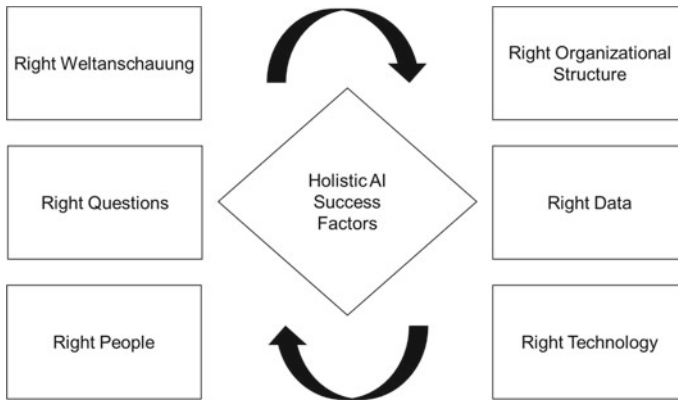 Right Weltanschauung
Right Questions
Right People
Holistic AI
Success
Factors
Right Organizational
Structure
Right Data
Right Technology